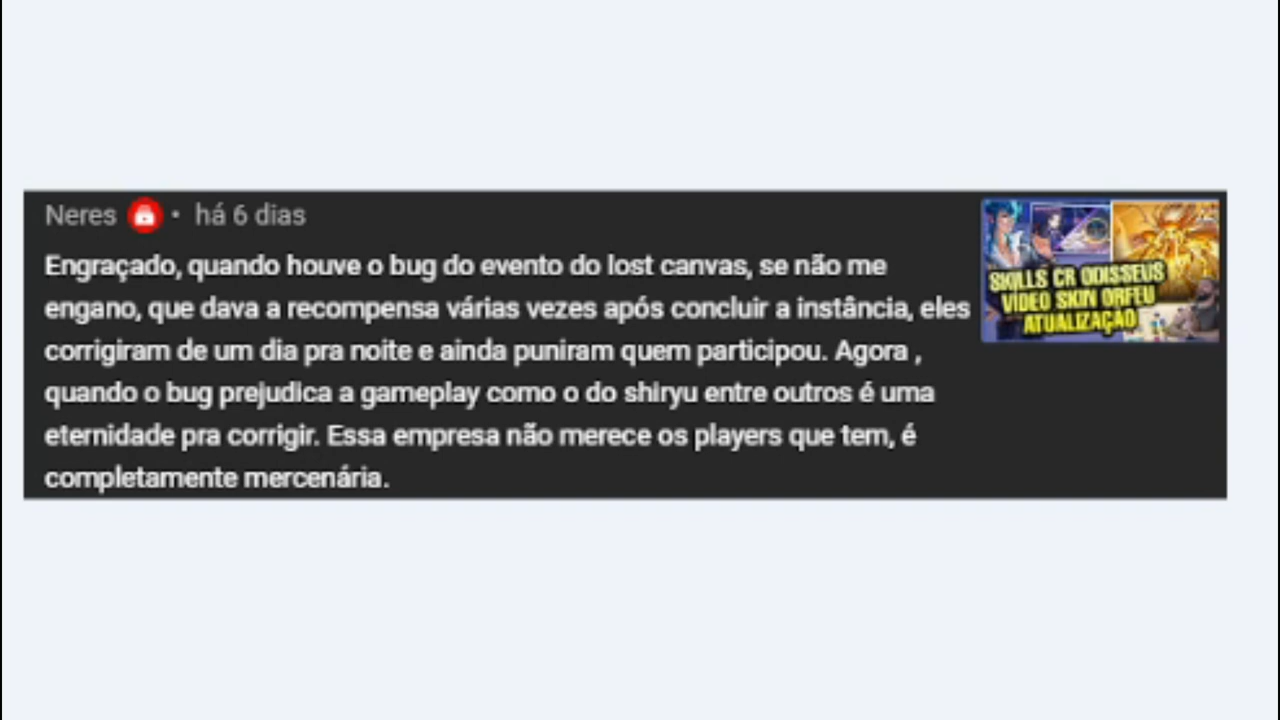 Neres • há 6 dias
Engraçado, quando houve o bug do evento do lost canvas, se não me
engano, que dava a recompensa várias vezes após concluir a instância, eles
corrigiram de um dia pra noite e ainda puniram quem participou. Agora ,
quando o bug prejudica a gameplay como o do shiryu entre outros é uma
eternidade pra corrigir. Essa empresa não merece os players que tem, é
completamente mercenária.
SKILLS CR ODISSEUS
VÍDEO SKIN ORFEU
ATUALIZAÇÃO